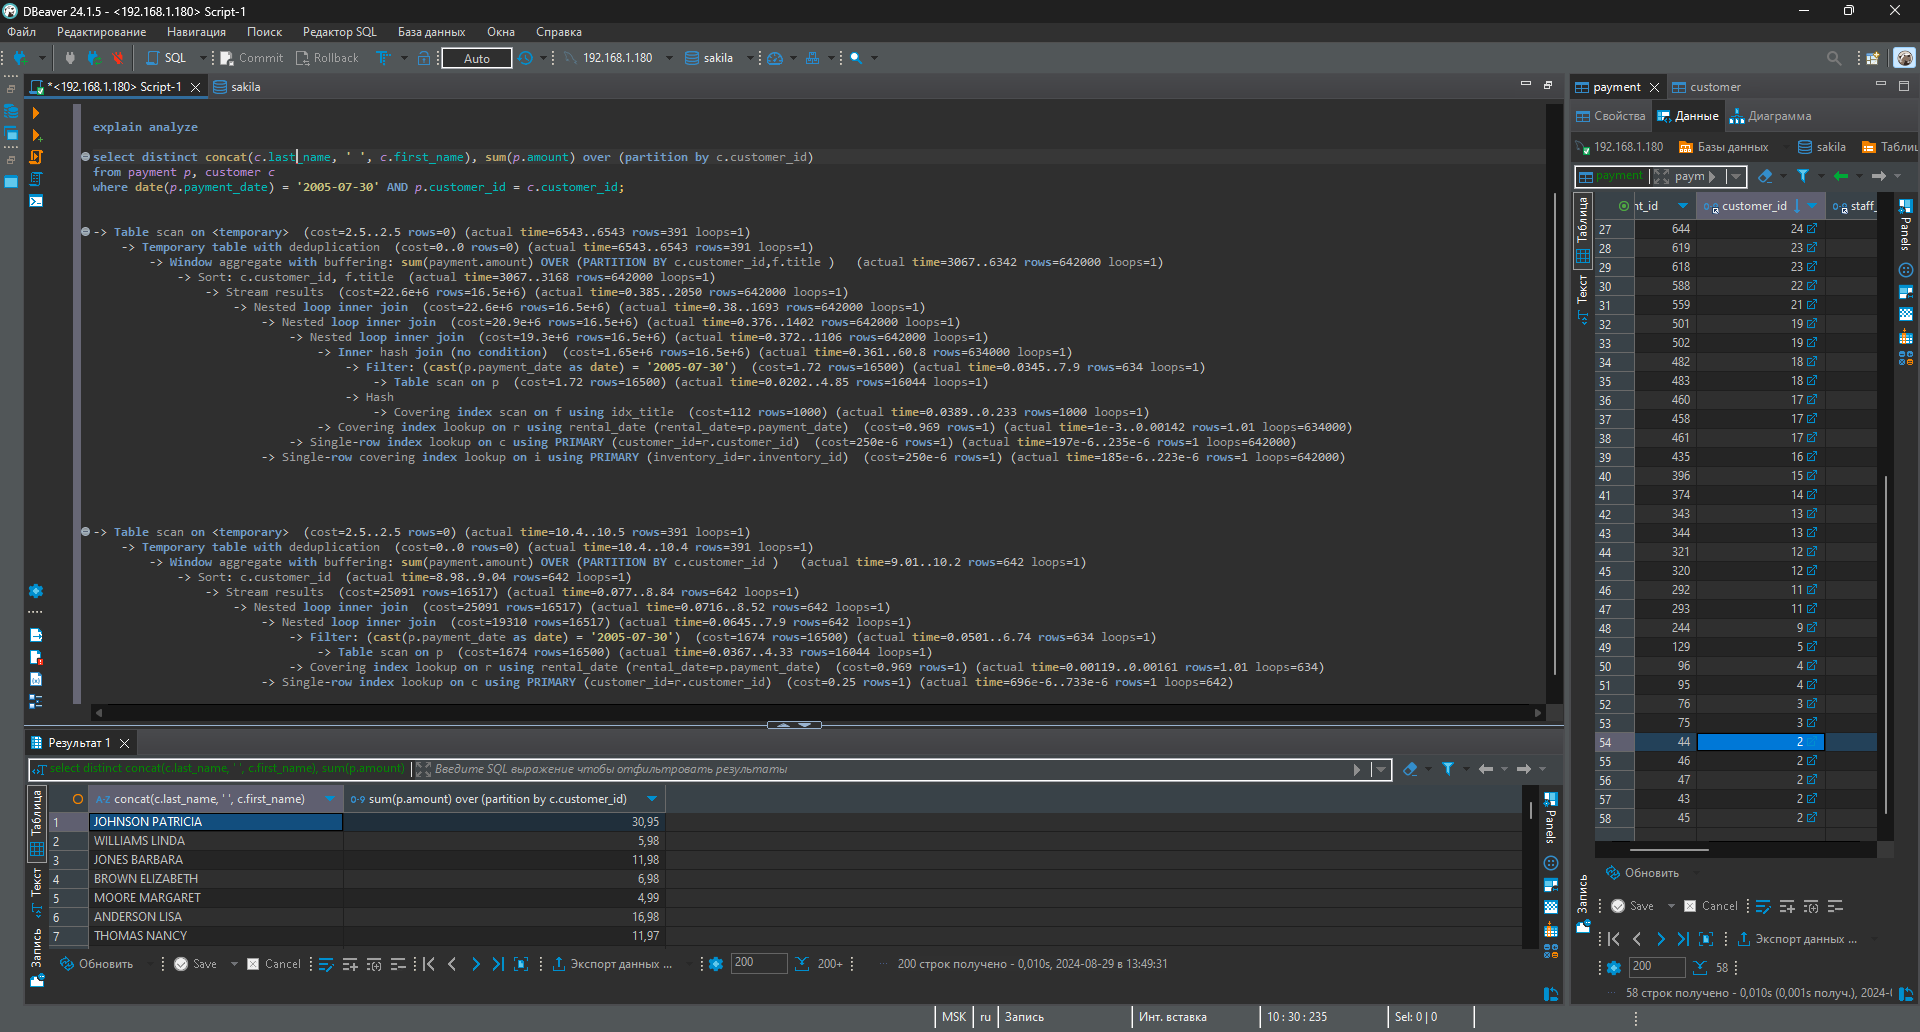 DBeaver 24.1.5 - <192.168.1.180> Script-1
Файл Редактирование Навигация Поиск Редактор SQL База данных Окна Справка
SQL Commit Rollback Auto 192.168.1.180 sakila
*<192.168.1.180> Script-1 sakila
explain analyze
select distinct concat(c.last_name, ' ', c.first_name), sum(p.amount) over (partition by c.customer_id)
from payment p, customer c
where date(p.payment_date) = '2005-07-30' AND p.customer_id = c.customer_id;
-> Table scan on <temporary>  (cost=2.5..2.5 rows=0) (actual time=6543..6543 rows=391 loops=1)
-> Temporary table with deduplication  (cost=0..0 rows=0) (actual time=6543..6543 rows=391 loops=1)
-> Window aggregate with buffering: sum(payment.amount) OVER (PARTITION BY c.customer_id,f.title )   (actual time=3067..6342 rows=642000 loops=1)
-> Sort: c.customer_id, f.title  (actual time=3067..3168 rows=642000 loops=1)
-> Stream results  (cost=22.6e+6 rows=16.5e+6) (actual time=0.385..2050 rows=642000 loops=1)
-> Nested loop inner join  (cost=22.6e+6 rows=16.5e+6) (actual time=0.38..1693 rows=642000 loops=1)
-> Nested loop inner join  (cost=20.9e+6 rows=16.5e+6) (actual time=0.376..1402 rows=642000 loops=1)
-> Nested loop inner join  (cost=19.3e+6 rows=16.5e+6) (actual time=0.372..1106 rows=642000 loops=1)
-> Inner hash join (no condition)  (cost=1.65e+6 rows=16.5e+6) (actual time=0.361..60.8 rows=634000 loops=1)
-> Filter: (cast(p.payment_date as date) = '2005-07-30')  (cost=1.72 rows=16500) (actual time=0.0345..7.9 rows=634 loops=1)
-> Table scan on p  (cost=1.72 rows=16500) (actual time=0.0202..4.85 rows=16044 loops=1)
-> Hash
-> Covering index scan on f using idx_title  (cost=112 rows=1000) (actual time=0.0389..0.233 rows=1000 loops=1)
-> Covering index lookup on r using rental_date (rental_date=p.payment_date)  (cost=0.969 rows=1) (actual time=1e-3..0.00142 rows=1.01 loops=634000)
-> Single-row index lookup on c using PRIMARY (customer_id=r.customer_id)  (cost=250e-6 rows=1) (actual time=197e-6..235e-6 rows=1 loops=642000)
-> Single-row covering index lookup on i using PRIMARY (inventory_id=r.inventory_id)  (cost=250e-6 rows=1) (actual time=185e-6..223e-6 rows=1 loops=642000)
-> Table scan on <temporary>  (cost=2.5..2.5 rows=0) (actual time=10.4..10.5 rows=391 loops=1)
-> Temporary table with deduplication  (cost=0..0 rows=0) (actual time=10.4..10.4 rows=391 loops=1)
-> Window aggregate with buffering: sum(payment.amount) OVER (PARTITION BY c.customer_id )   (actual time=9.01..10.2 rows=642 loops=1)
-> Sort: c.customer_id  (actual time=8.98..9.04 rows=642 loops=1)
-> Stream results  (cost=25091 rows=16517) (actual time=0.077..8.84 rows=642 loops=1)
-> Nested loop inner join  (cost=25091 rows=16517) (actual time=0.0716..8.52 rows=642 loops=1)
-> Nested loop inner join  (cost=19310 rows=16517) (actual time=0.0645..7.9 rows=642 loops=1)
-> Filter: (cast(p.payment_date as date) = '2005-07-30')  (cost=1674 rows=16500) (actual time=0.0501..6.74 rows=634 loops=1)
-> Table scan on p  (cost=1674 rows=16500) (actual time=0.0367..4.33 rows=16044 loops=1)
-> Covering index lookup on r using rental_date (rental_date=p.payment_date)  (cost=0.969 rows=1) (actual time=0.00119..0.00161 rows=1.01 loops=634)
-> Single-row index lookup on c using PRIMARY (customer_id=r.customer_id)  (cost=0.25 rows=1) (actual time=696e-6..733e-6 rows=1 loops=642)
Результат 1
select distinct concat(c.last_name, ' ', c.first_name), sum(p.amount) Введите SQL выражение чтобы отфильтровать результаты
Таблица
Текст
Запись
A-Z concat(c.last_name, ' ', c.first_name) 0-9 sum(p.amount) over (partition by c.customer_id)
1 JOHNSON PATRICIA 30,95
2 WILLIAMS LINDA 5,98
3 JONES BARBARA 11,98
4 BROWN ELIZABETH 6,98
5 MOORE MARGARET 4,99
6 ANDERSON LISA 16,98
7 THOMAS NANCY 11,97
Panels
Обновить Save Cancel Экспорт данных ... 200 200+ 200 строк получено - 0,010s, 2024-08-29 в 13:49:31
payment customer
Свойства Данные Диаграмма
192.168.1.180 Базы данных sakila Таблиц
payment paym
Таблица
Текст
Запись
nt_id customer_id staff_
27 644 24
28 619 23
29 618 23
30 588 22
31 559 21
32 501 19
33 502 19
34 482 18
35 483 18
36 460 17
37 458 17
38 461 17
39 435 16
40 396 15
41 374 14
42 343 13
43 344 13
44 321 12
45 320 12
46 292 11
47 293 11
48 244 9
49 129 5
50 96 4
51 95 4
52 76 3
53 75 3
54 44 2
55 46 2
56 47 2
57 43 2
58 45 2
Panels
Обновить
Save Cancel
Экспорт данных ...
200 58
58 строк получено - 0,010s (0,001s получ.), 2024-
MSK ru Запись Инт. вставка 10 : 30 : 235 Sel: 0 | 0